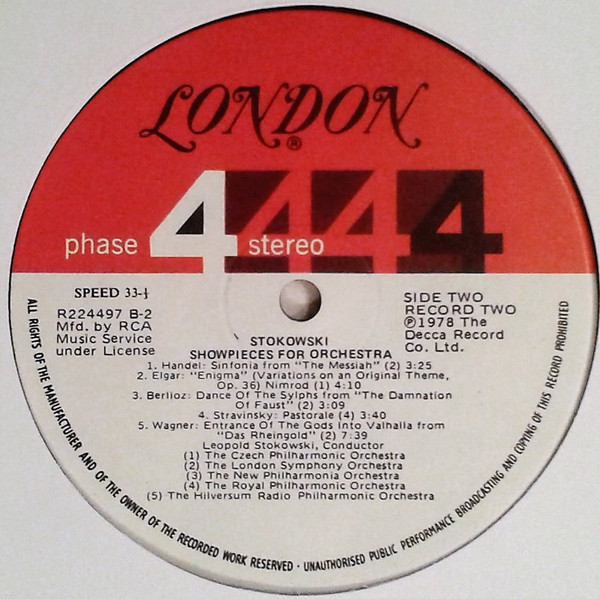 LONDON
®
phase 4 stereo 4 4 4
SPEED 33-⅓
R224497 B-2
Mfd. by RCA
Music Service
under License
SIDE TWO
RECORD TWO
℗1978 The
Decca Record
Co. Ltd.
STOKOWSKI
SHOWPIECES FOR ORCHESTRA
1. Handel: Sinfonia from "The Messiah" (2) 3:25
2. Elgar: "Enigma" (Variations on an Original Theme,
Op. 36) Nimrod (1) 4:10
3. Berlioz: Dance Of The Sylphs from "The Damnation
Of Faust" (2) 3:09
4. Stravinsky: Pastorale (4) 3:40
5. Wagner: Entrance Of The Gods Into Valhalla from
"Das Rheingold" (2) 7:39
Leopold Stokowski, Conductor
(1) The Czech Philharmonic Orchestra
(2) The London Symphony Orchestra
(3) The New Philharmonia Orchestra
(4) The Royal Philharmonic Orchestra
(5) The Hilversum Radio Philharmonic Orchestra
ALL RIGHTS OF THE MANUFACTURER AND OF THE OWNER OF THE RECORDED WORK RESERVED · UNAUTHORISED PUBLIC PERFORMANCE BROADCASTING AND COPYING OF THIS RECORD PROHIBITED